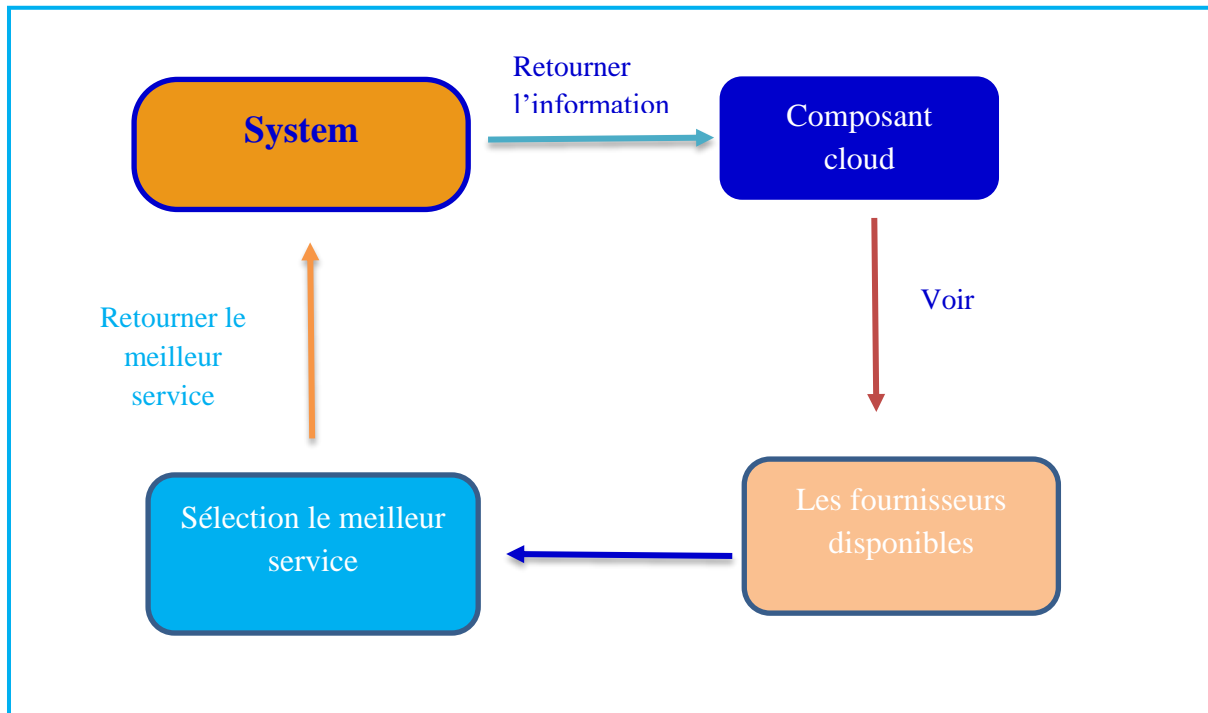 System
Retourner
l’information
Composant
cloud
Voir
Retourner le
meilleur
service
Sélection le meilleur
service
Les fournisseurs
disponibles